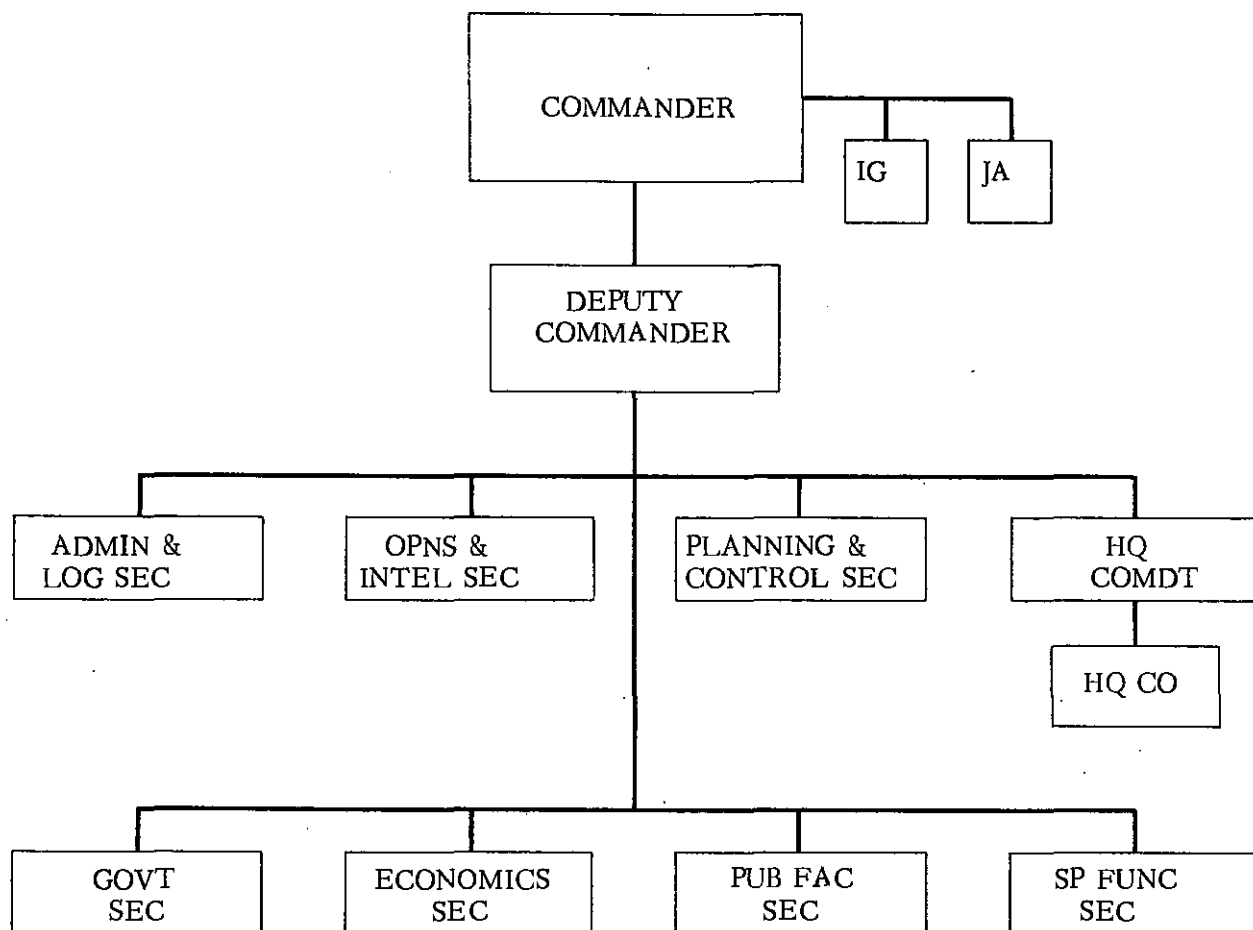 COMMANDER
IG
JA
DEPUTY
COMMANDER
ADMIN &
LOG SEC
OPNS &
INTEL SEC
PLANNING &
CONTROL SEC
HQ
COMDT
HQ CO
GOVT
SEC
ECONOMICS
SEC
PUB FAC
SEC
SP FUNC
SEC